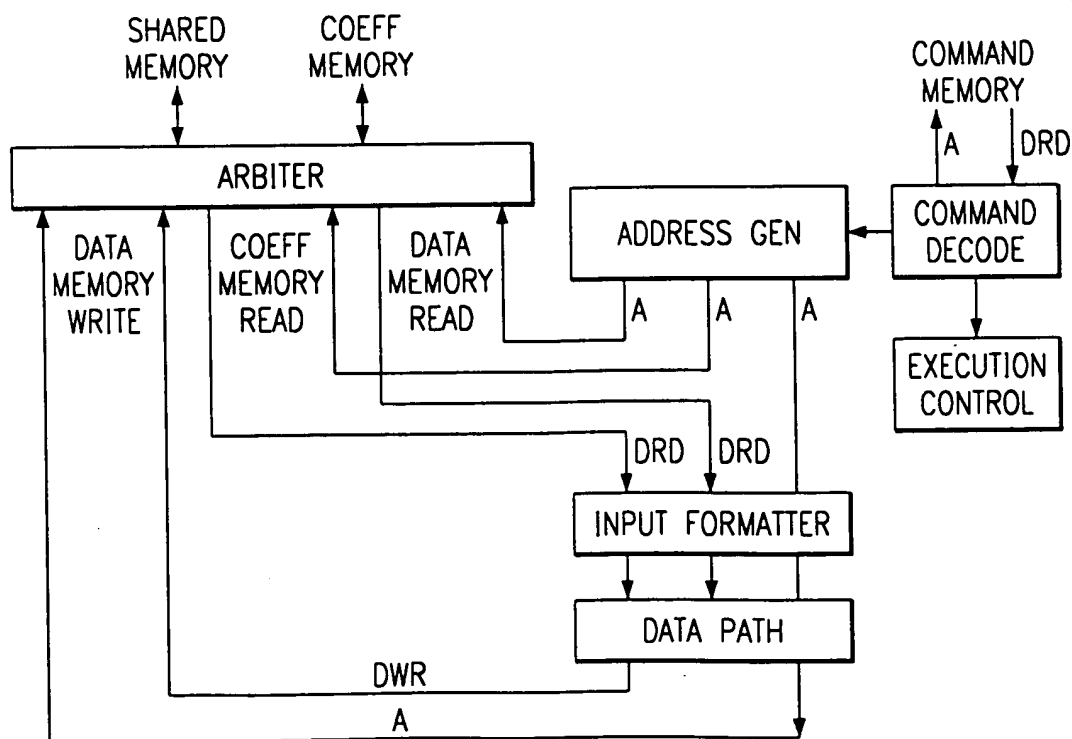 SHARED
MEMORY
COEFF
MEMORY
COMMAND
MEMORY
A
DRD
ARBITER
ADDRESS GEN
COMMAND
DECODE
DATA
MEMORY
WRITE
COEFF
MEMORY
READ
DATA
MEMORY
READ
A
A
A
EXECUTION
CONTROL
DRD
DRD
INPUT FORMATTER
DATA PATH
DWR
A